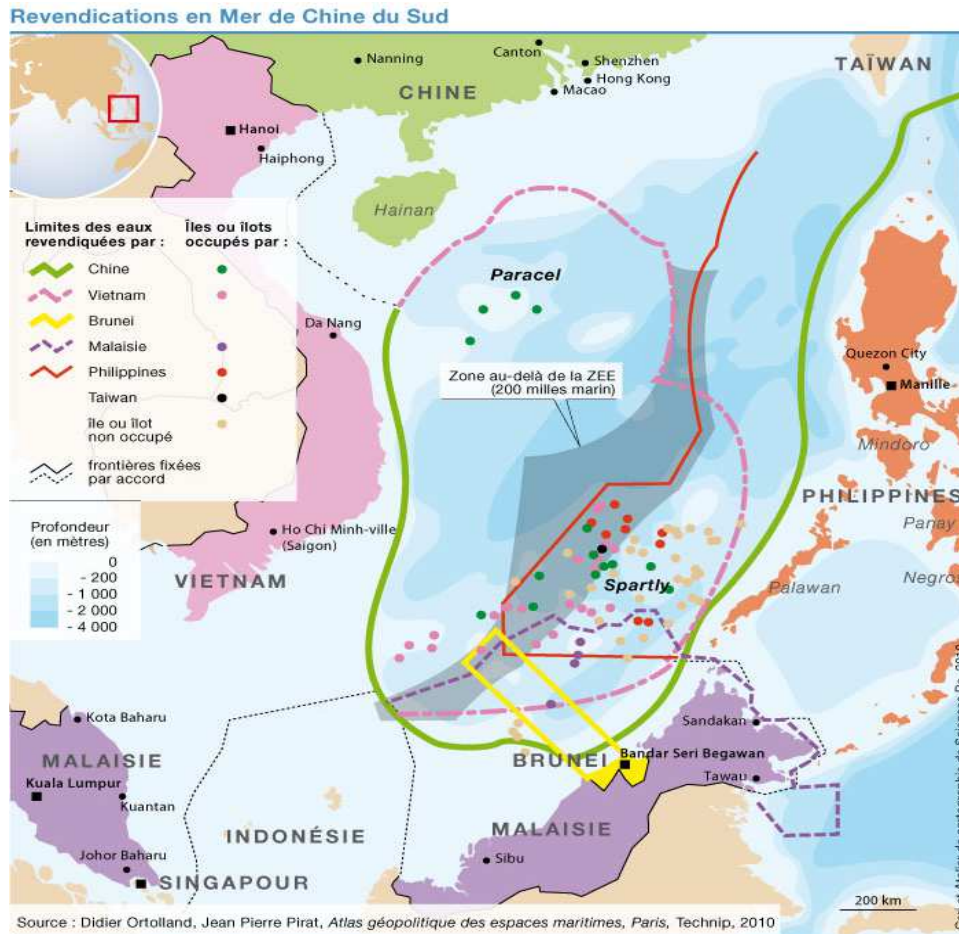 Revendications en Mer de Chine du Sud
Nanning
Canton
Shenzhen
Hong Kong
Macao
CHINE
TAÏWAN
Hanoi
Haiphong
Hainan
Limites des eaux
revendiquées par :
Îles ou îlots
occupés par :
Chine
Vietnam
Brunei
Malaisie
Philippines
Taiwan
île ou îlot
non occupé
frontières fixées
par accord
Paracel
Da Nang
Zone au-delà de la ZEE
(200 milles marin)
Quezon City
Manille
Mindoro
PHILIPPINES
Panay
Negros
Palawan
Profondeur
(en mètres)
0
- 200
- 1 000
- 2 000
- 4 000
Ho Chi Minh-ville
(Saigon)
VIETNAM
Spartly
Kota Baharu
MALAISIE
Kuala Lumpur
Kuantan
Johor Baharu
SINGAPOUR
INDONÉSIE
BRUNEI
Bandar Seri Begawan
Sandakan
Tawau
MALAISIE
Sibu
200 km
Source : Didier Ortolland, Jean Pierre Pirat, Atlas géopolitique des espaces maritimes, Paris, Technip, 2010